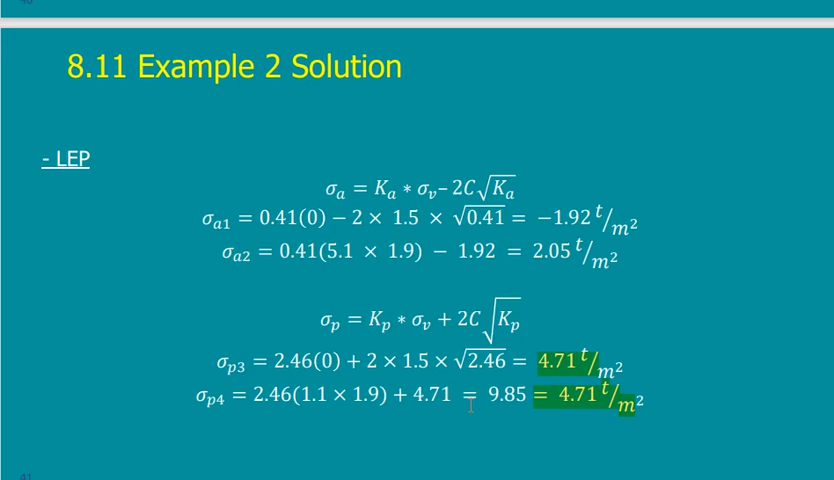 40
8.11 Example 2 Solution
- LEP
σₐ = Kₐ * σᵥ– 2C√Kₐ
σₐ₁ = 0.41(0) − 2 × 1.5 × √0.41 = −1.92 t/m²
σₐ₂ = 0.41(5.1 × 1.9) − 1.92 = 2.05 t/m²
σₚ = Kₚ * σᵥ + 2C√Kₚ
σₚ₃ = 2.46(0) + 2 × 1.5 × √2.46 = 4.71 t/m²
σₚ₄ = 2.46(1.1 × 1.9) + 4.71 = 9.85 = 4.71 t/m²
41